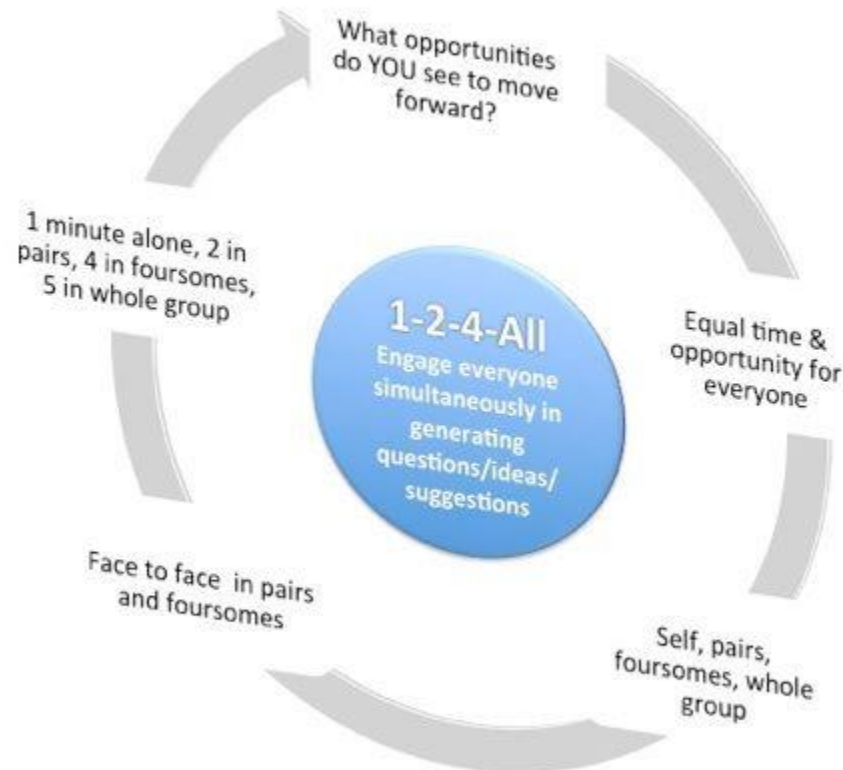 What opportunities
do YOU see to move
forward?
Equal time &
opportunity for
everyone
Self, pairs,
foursomes, whole
group
Face to face in pairs
and foursomes
1 minute alone, 2 in
pairs, 4 in foursomes,
5 in whole group
1-2-4-All
Engage everyone
simultaneously in
generating
questions/ideas/
suggestions